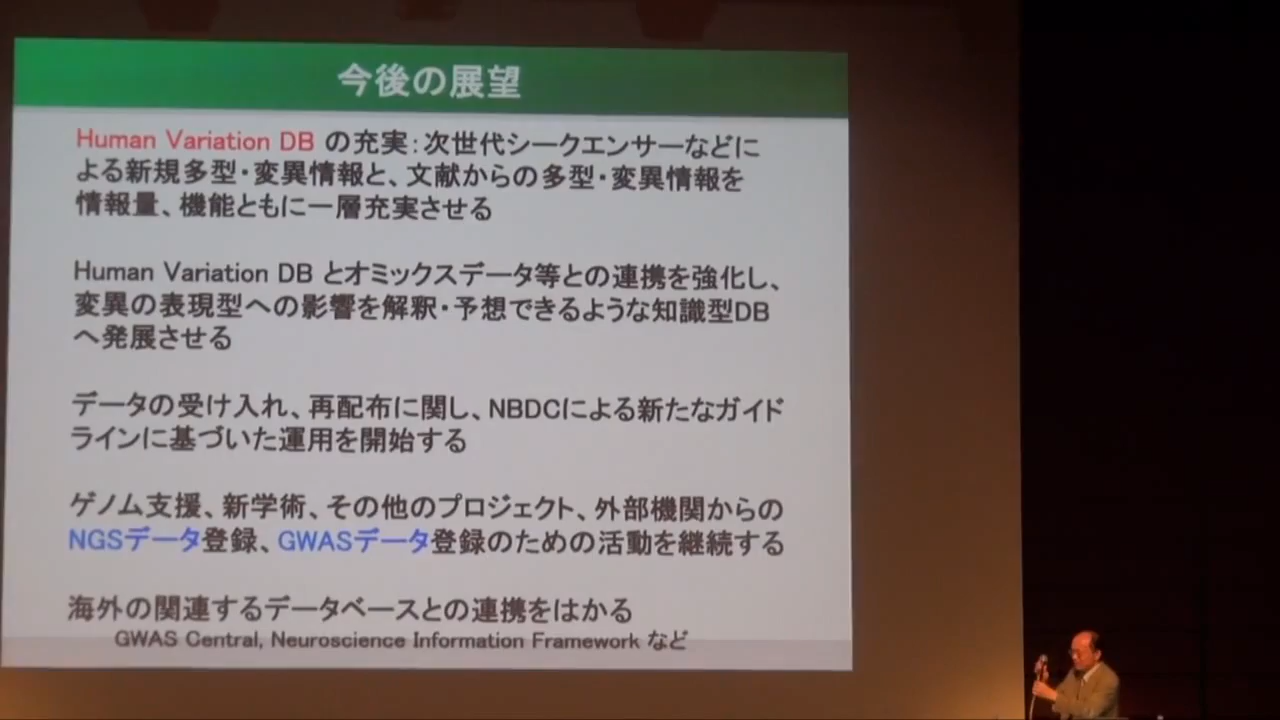 今後の展望
Human Variation DB の充実：次世代シークエンサーなどに
よる新規多型・変異情報と、文献からの多型・変異情報を
情報量、機能ともに一層充実させる
Human Variation DB とオミックスデータ等との連携を強化し、
変異の表現型への影響を解釈・予想できるような知識型DB
へ発展させる
データの受け入れ、再配布に関し、NBDCによる新たなガイド
ラインに基づいた運用を開始する
ゲノム支援、新学術、その他のプロジェクト、外部機関からの
NGSデータ登録、GWASデータ登録のための活動を継続する
海外の関連するデータベースとの連携をはかる
GWAS Central, Neuroscience Information Framework など